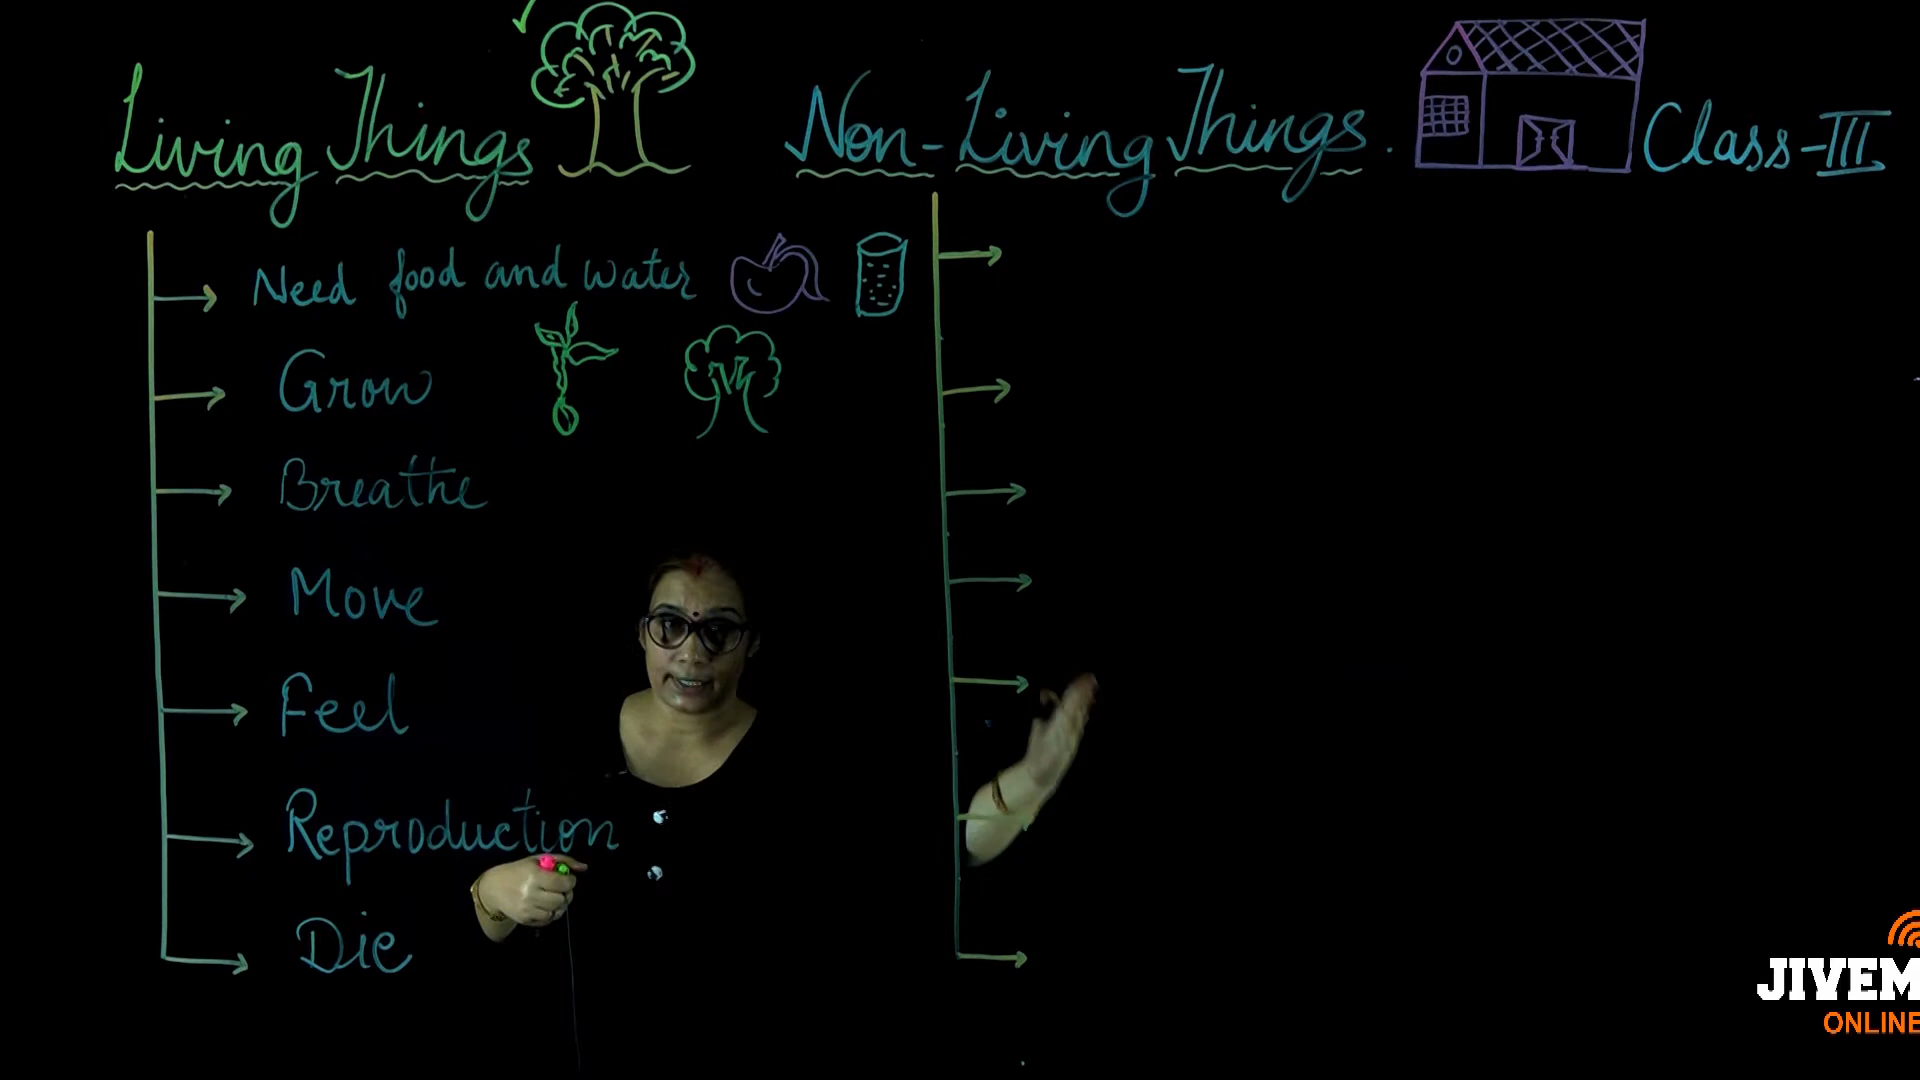 Living Things
Non-Living Things.
Class-III
Need food and water
Grow
Breathe
Move
Feel
Reproduction
Die
JIVEM
ONLINE